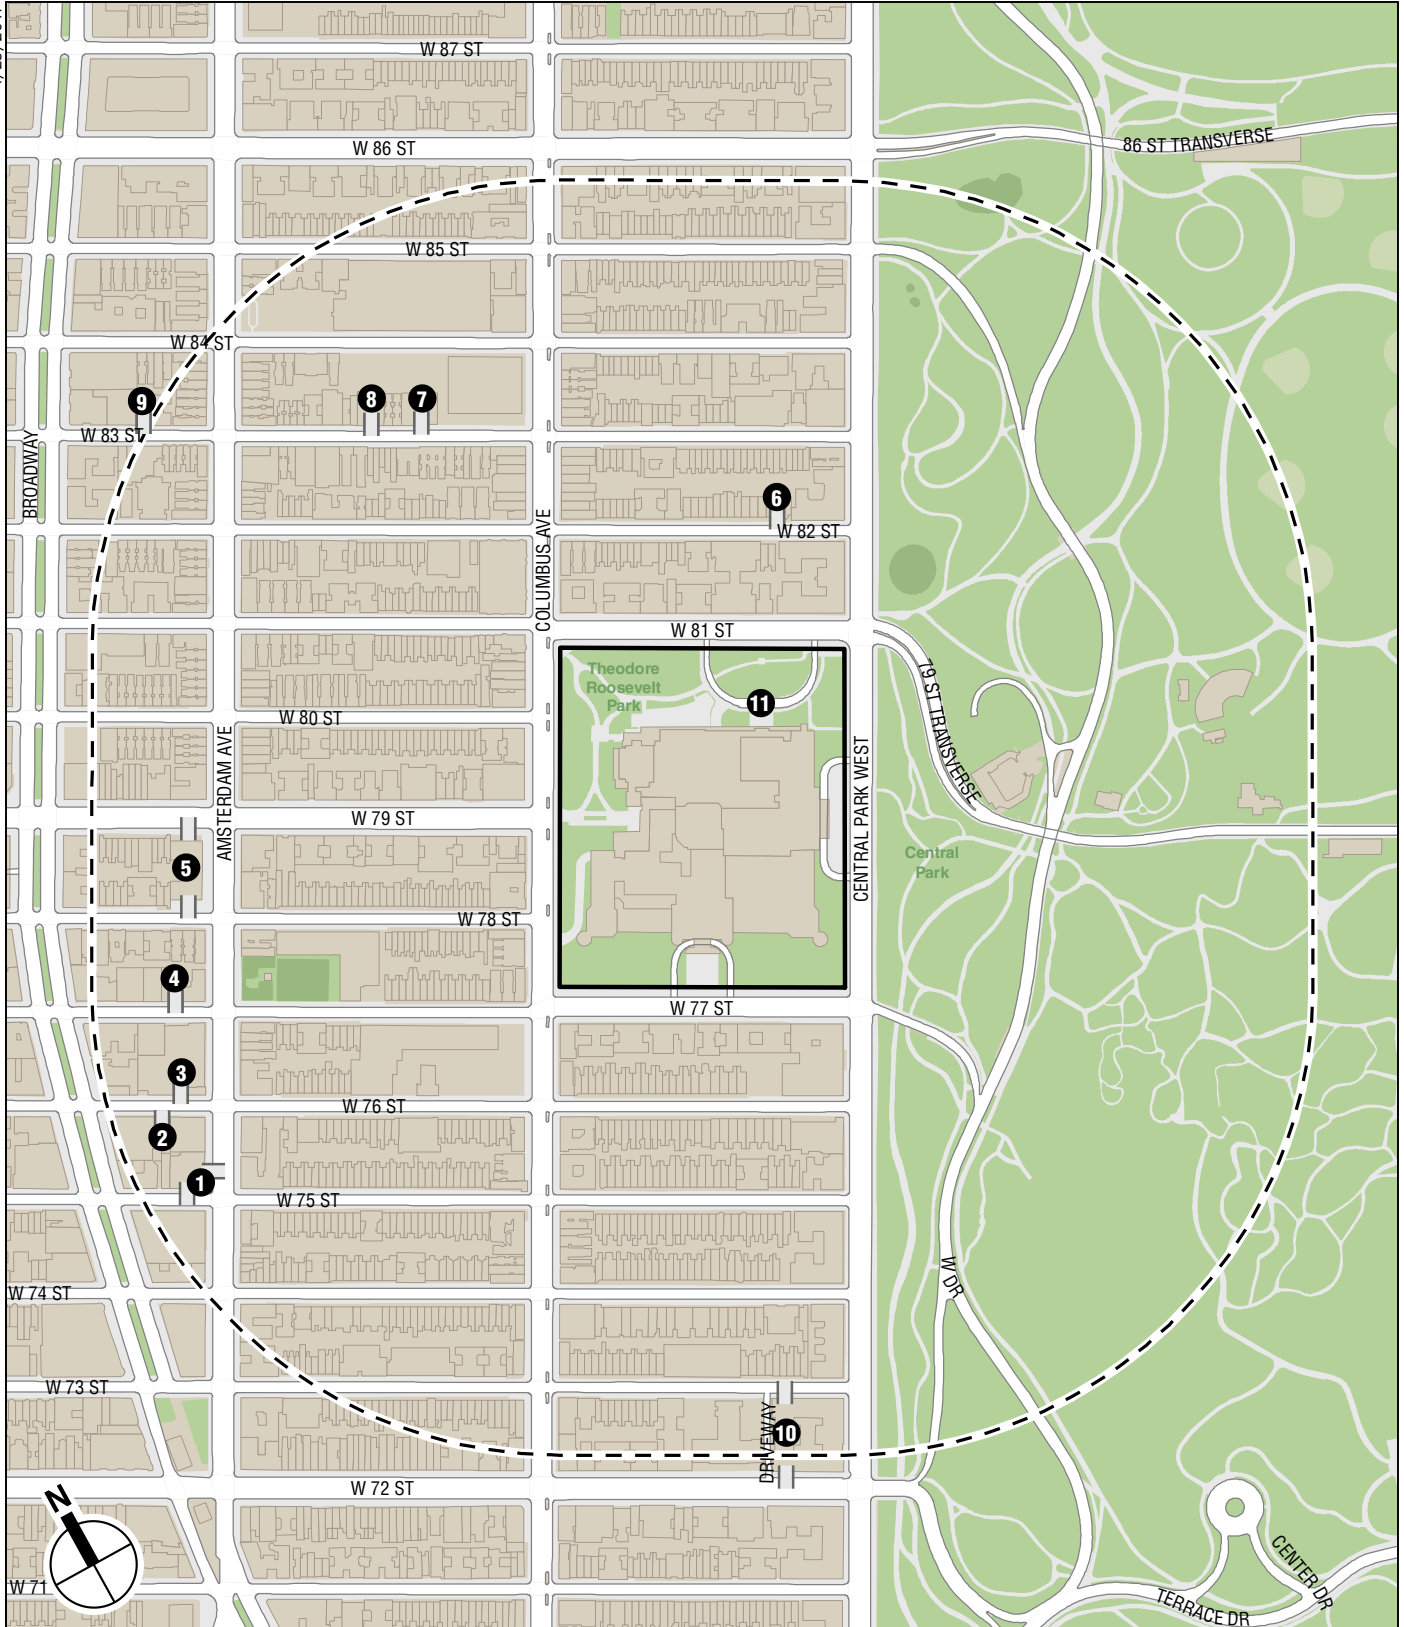 W 87 ST
86 ST TRANSVERSE
W 86 ST
W 85 ST
W 84 ST
9
8
7
W 83 ST
BROADWAY
6
W 82 ST
COLUMBUS AVE
W 81 ST
Theodore
Roosevelt
Park
11
79 ST TRANSVERSE
W 80 ST
AMSTERDAM AVE
CENTRAL PARK WEST
W 79 ST
Central
Park
5
W 78 ST
4
W 77 ST
3
W 76 ST
2
1
W 75 ST
W DR
W 74 ST
W 73 ST
DRIVEWAY
10
W 72 ST
N
CENTER DR
W 71
TERRACE DR